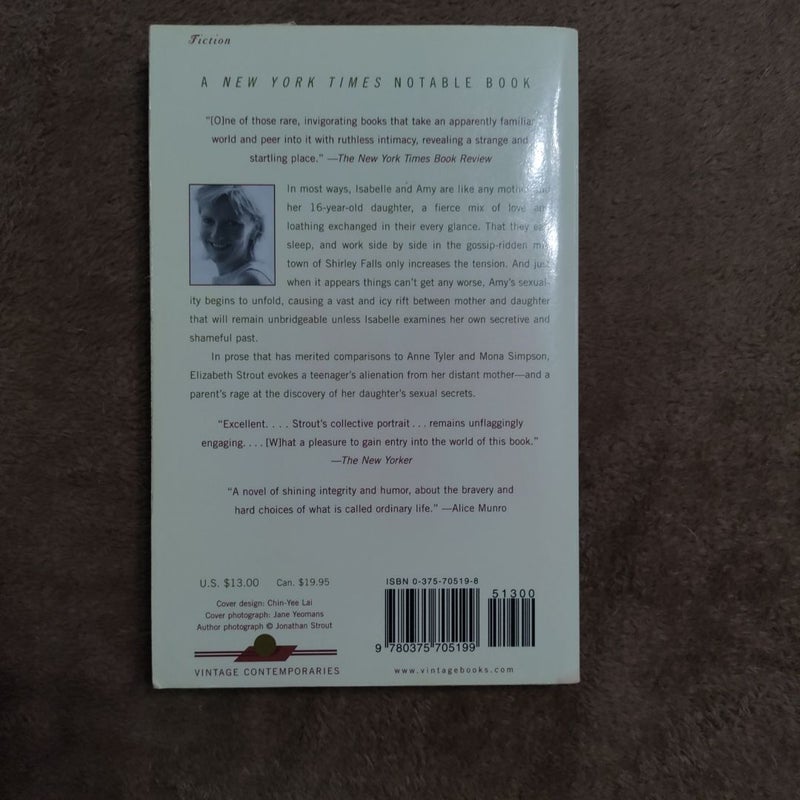 Fiction
A NEW YORK TIMES NOTABLE BOOK
“[O]ne of those rare, invigorating books that take an apparently familiar
world and peer into it with ruthless intimacy, revealing a strange and
startling place.” —The New York Times Book Review
In most ways, Isabelle and Amy are like any mother and
her 16-year-old daughter, a fierce mix of love and
loathing exchanged in their every glance. That they eat,
sleep, and work side by side in the gossip-ridden mill
town of Shirley Falls only increases the tension. And just
when it appears things can't get any worse, Amy's sexual-
ity begins to unfold, causing a vast and icy rift between mother and daughter
that will remain unbridgeable unless Isabelle examines her own secretive and
shameful past.
In prose that has merited comparisons to Anne Tyler and Mona Simpson,
Elizabeth Strout evokes a teenager's alienation from her distant mother—and a
parent's rage at the discovery of her daughter's sexual secrets.
“Excellent. . . . Strout's collective portrait . . . remains unflaggingly
engaging. . . . [W]hat a pleasure to gain entry into the world of this book.”
—The New Yorker
“A novel of shining integrity and humor, about the bravery and
hard choices of what is called ordinary life.” —Alice Munro
U.S. $13.00 Can. $19.95
Cover design: Chin-Yee Lai
Cover photograph: Jane Yeomans
Author photograph © Jonathan Strout
VINTAGE CONTEMPORARIES
ISBN 0-375-70519-8
51300
9 780375 705199
www.vintagebooks.com